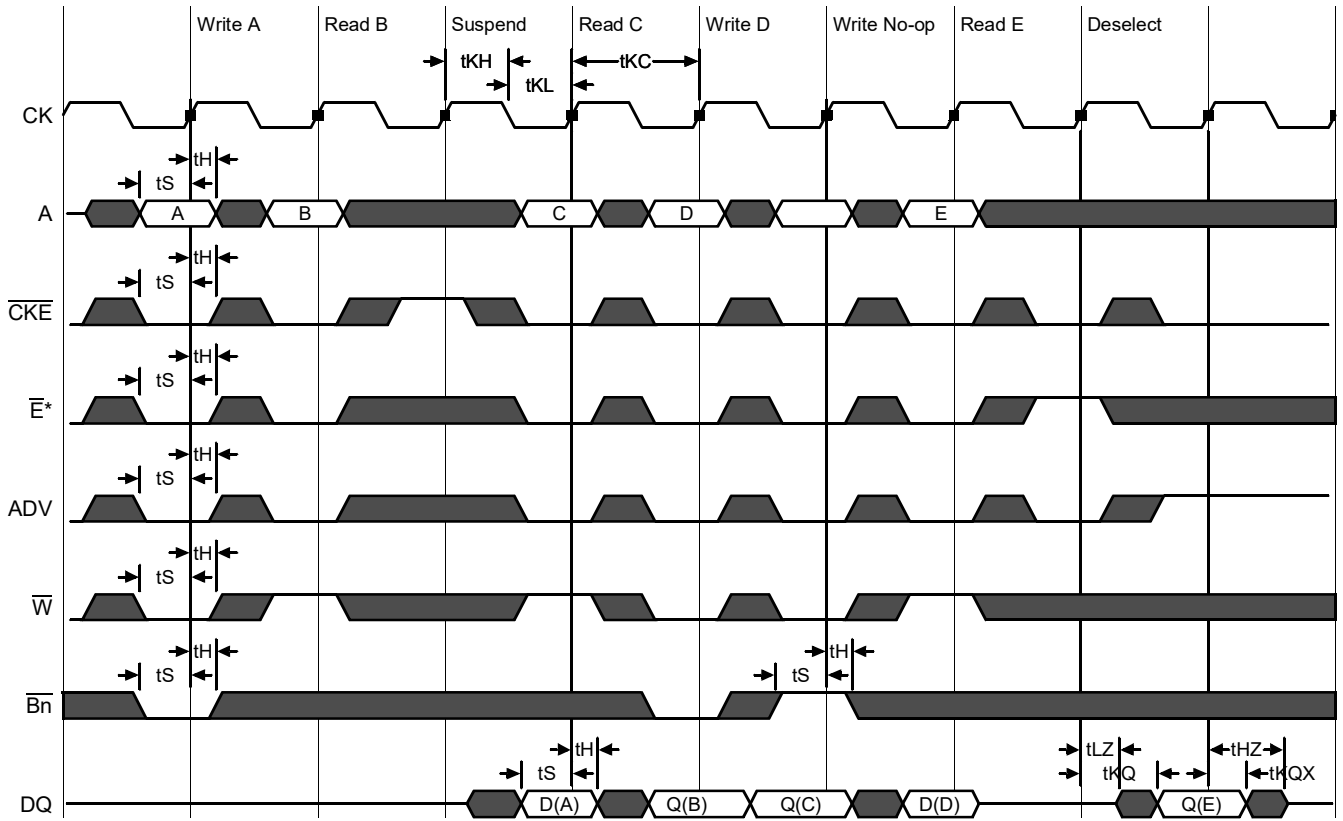 Write A Read B Suspend Read C Write D Write No-op Read E Deselect
tKH tKC
tKL
CK
tH
tS
A A B C D E
tH
tS
CKE
tH
tS
E*
tH
tS
ADV
tH
tS
W
tH tH
tS tS
Bn
tH tLZ tHZ
tS tKQ tKQX
DQ D(A) Q(B) Q(C) D(D) Q(E)